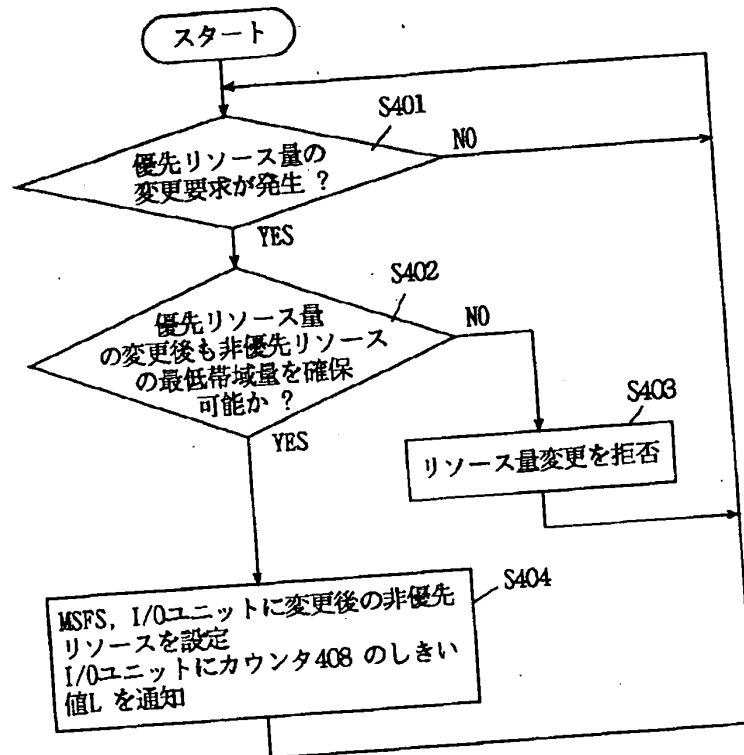 スタート
S401
優先リソース量の
変更要求が発生 ?
NO
YES
S402
優先リソース量
の変更後も非優先リソース
の最低帯域量を確保
可能か ?
NO
YES
S403
リソース量変更を拒否
S404
MSFS, I/Oユニットに変更後の非優先
リソースを設定
I/Oユニットにカウンタ408 のしきい
値L を通知